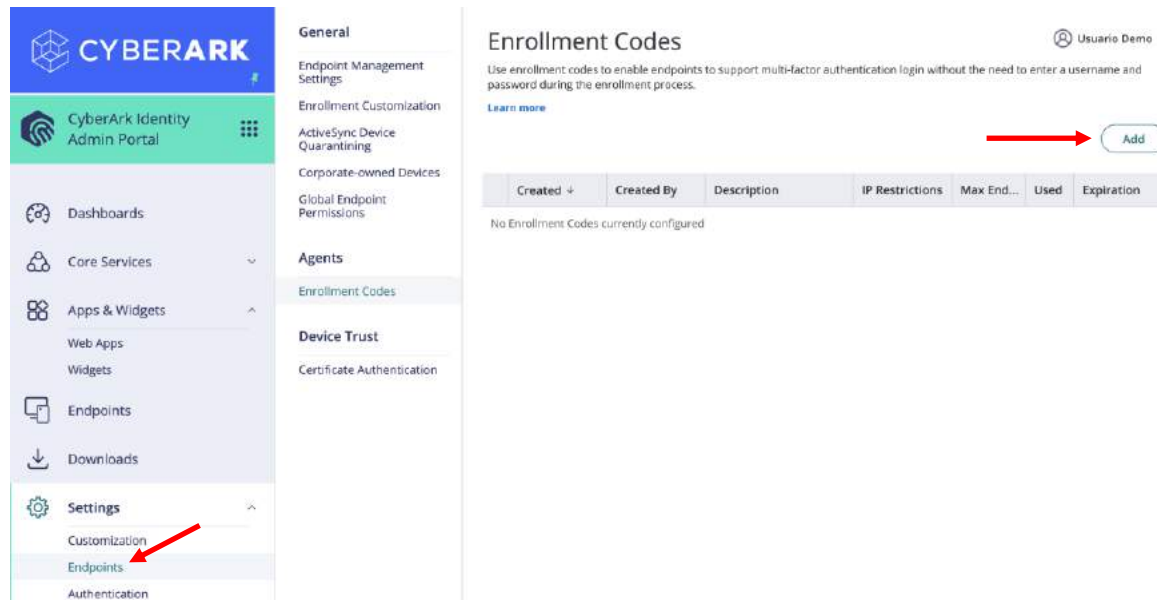 CYBERARK
CyberArk Identity
Admin Portal
Dashboards
Core Services
Apps & Widgets
Web Apps
Widgets
Endpoints
Downloads
Settings
Customization
Endpoints
Authentication
General
Endpoint Management
Settings
Enrollment Customization
ActiveSync Device
Quarantining
Corporate-owned Devices
Global Endpoint
Permissions
Agents
Enrollment Codes
Device Trust
Certificate Authentication
Enrollment Codes
Usuario Demo
Use enrollment codes to enable endpoints to support multi-factor authentication login without the need to enter a username and
password during the enrollment process.
Learn more
Add
Created ↓ Created By Description IP Restrictions Max End... Used Expiration
No Enrollment Codes currently configured